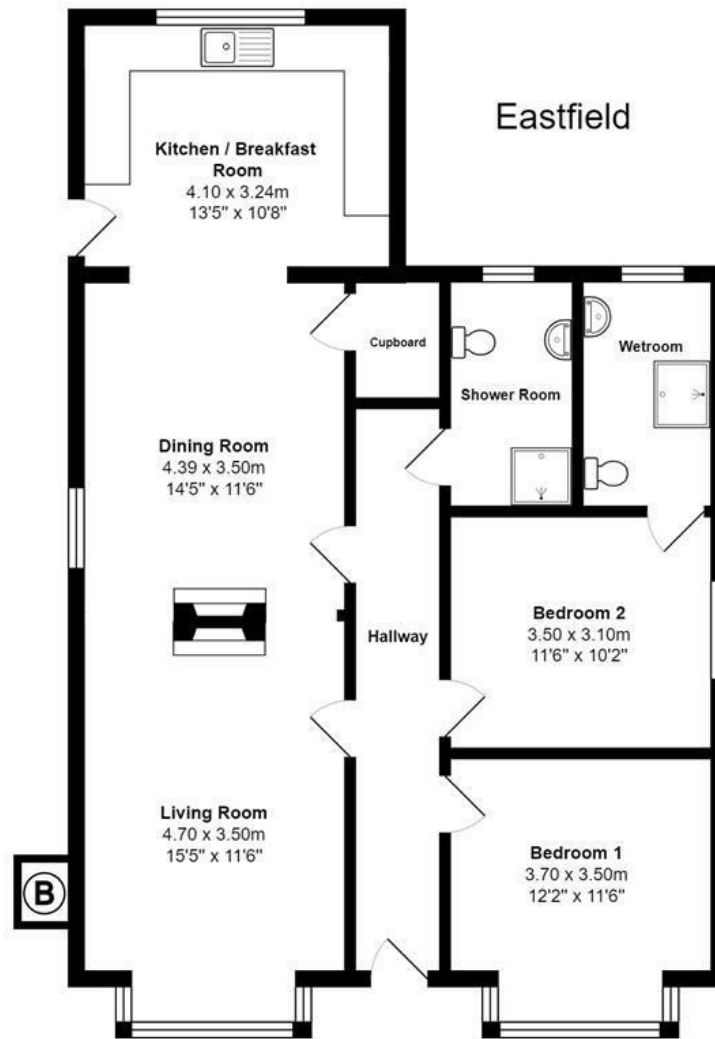 Eastfield
Kitchen / Breakfast
Room
4.10 x 3.24m
13'5" x 10'8"
Cupboard
Shower Room
Wetroom
Dining Room
4.39 x 3.50m
14'5" x 11'6"
Hallway
Bedroom 2
3.50 x 3.10m
11'6" x 10'2"
Living Room
4.70 x 3.50m
15'5" x 11'6"
Bedroom 1
3.70 x 3.50m
12'2" x 11'6"
B